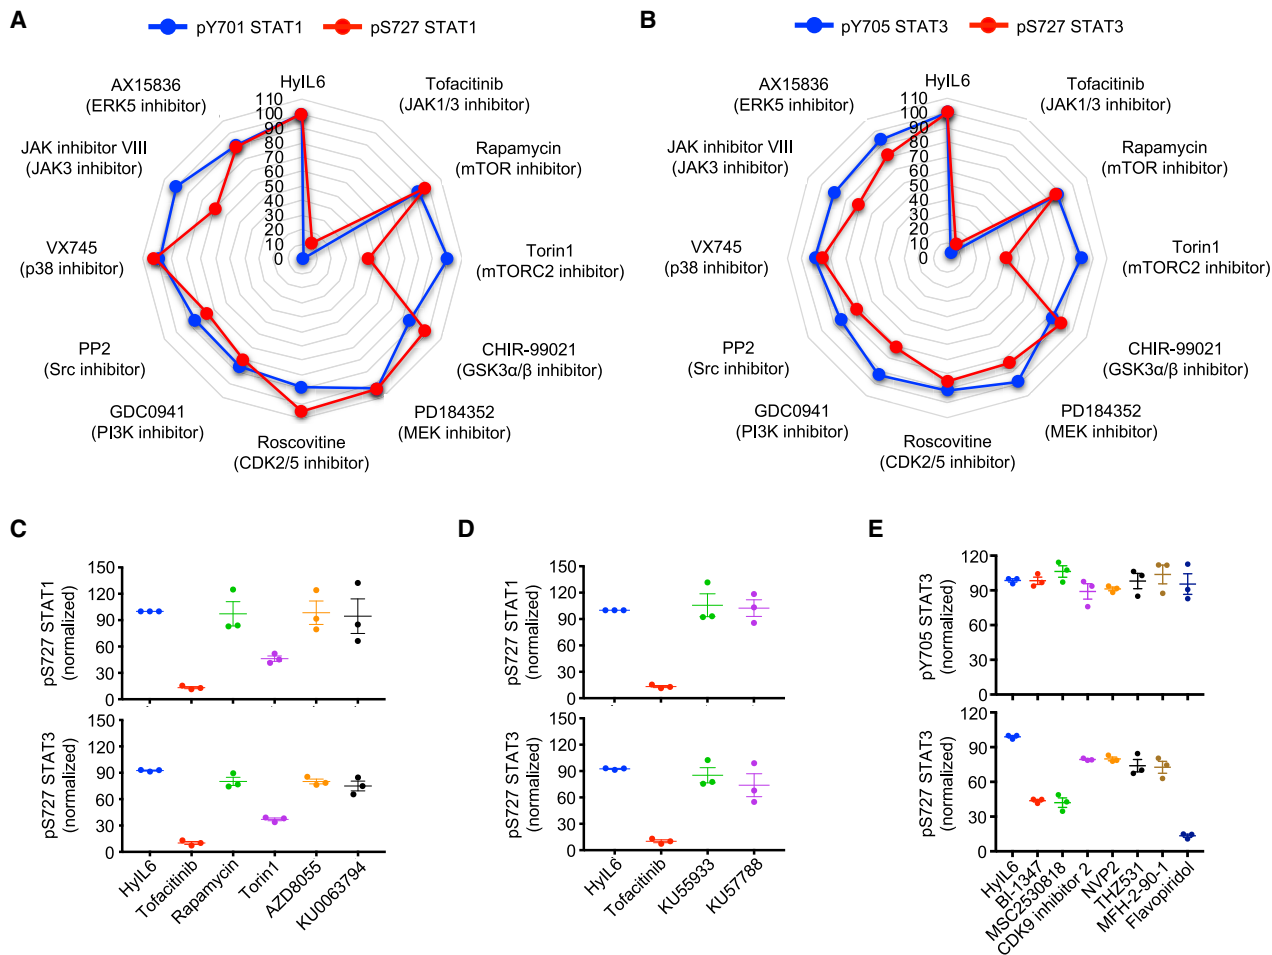 A
pY701 STAT1
pS727 STAT1
HyIL6
Tofacitinib
(JAK1/3 inhibitor)
Rapamycin
(mTOR inhibitor)
Torin1
(mTORC2 inhibitor)
CHIR-99021
(GSK3α/β inhibitor)
PD184352
(MEK inhibitor)
Roscovitine
(CDK2/5 inhibitor)
GDC0941
(PI3K inhibitor)
PP2
(Src inhibitor)
VX745
(p38 inhibitor)
JAK inhibitor VIII
(JAK3 inhibitor)
AX15836
(ERK5 inhibitor)
110
100
90
80
70
60
50
40
30
20
10
0
B
pY705 STAT3
pS727 STAT3
HyIL6
Tofacitinib
(JAK1/3 inhibitor)
Rapamycin
(mTOR inhibitor)
Torin1
(mTORC2 inhibitor)
CHIR-99021
(GSK3α/β inhibitor)
PD184352
(MEK inhibitor)
Roscovitine
(CDK2/5 inhibitor)
GDC0941
(PI3K inhibitor)
PP2
(Src inhibitor)
VX745
(p38 inhibitor)
JAK inhibitor VIII
(JAK3 inhibitor)
AX15836
(ERK5 inhibitor)
110
100
90
80
70
60
50
40
30
20
10
0
C
pS727 STAT1
(normalized)
150
120
90
60
30
0
pS727 STAT3
(normalized)
150
120
90
60
30
0
HyIL6
Tofacitinib
Rapamycin
Torin1
AZD8055
KU0063794
D
pS727 STAT1
(normalized)
150
120
90
60
30
0
pS727 STAT3
(normalized)
150
120
90
60
30
0
HyIL6
Tofacitinib
KU55933
KU57788
E
pY705 STAT3
(normalized)
120
90
60
30
0
pS727 STAT3
(normalized)
120
90
60
30
0
HyIL6
BI-1347
MSC2530818
CDK9 inhibitor 2
NVP2
THZ531
MFH-2-90-1
Flavopiridol